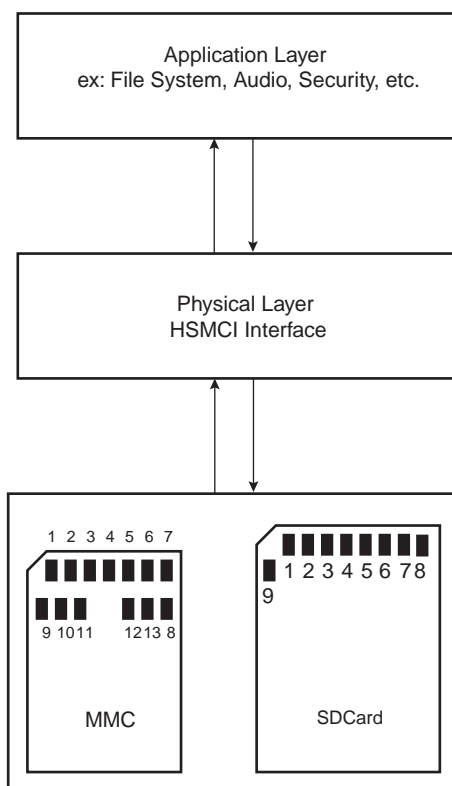 Application Layer
ex: File System, Audio, Security, etc.
Physical Layer
HSMCI Interface
1 2 3 4 5 6 7
9 10 11 12 13 8
MMC
1 2 3 4 5 6 7 8
9
SDCard